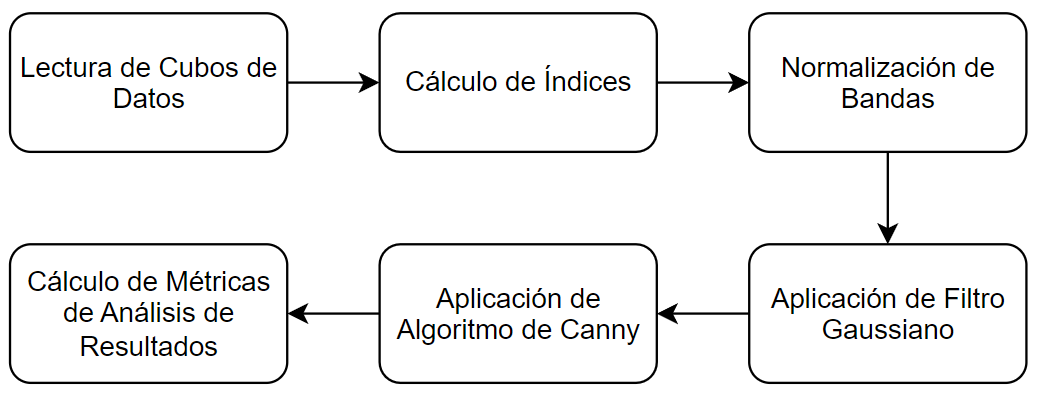 Lectura de Cubos de
Datos
Cálculo de Índices
Normalización de
Bandas
Aplicación de Filtro
Gaussiano
Aplicación de
Algoritmo de Canny
Cálculo de Métricas
de Análisis de
Resultados